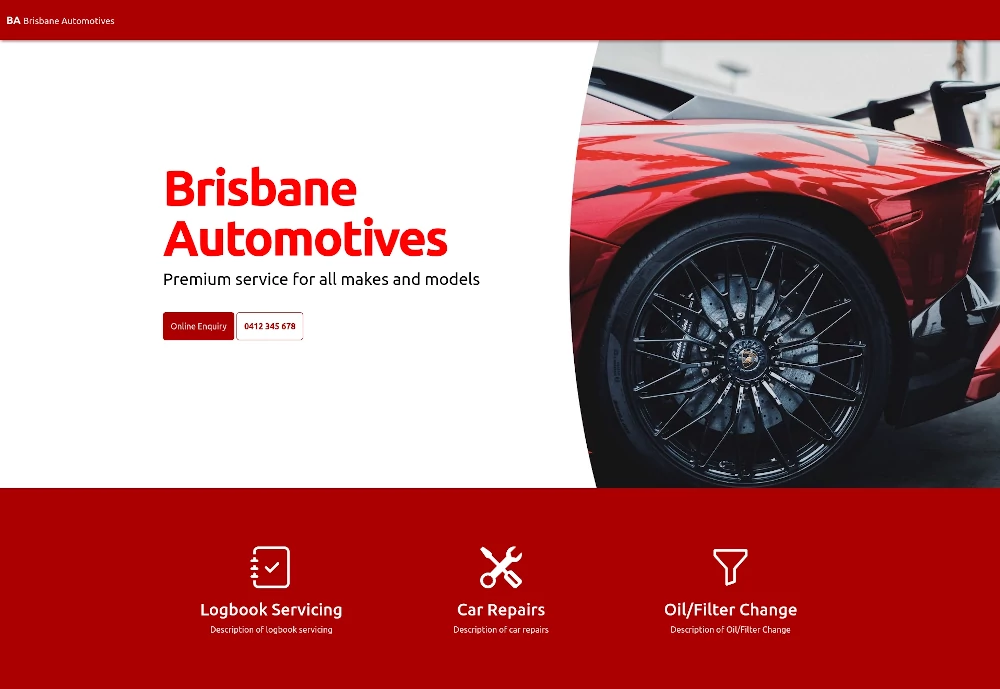 BA Brisbane Automotives
Brisbane
Automotives
Premium service for all makes and models
Online Enquiry 0412 345 678
Logbook Servicing Car Repairs Oil/Filter Change
Description of logbook servicing Description of car repairs Description of Oil/Filter Change